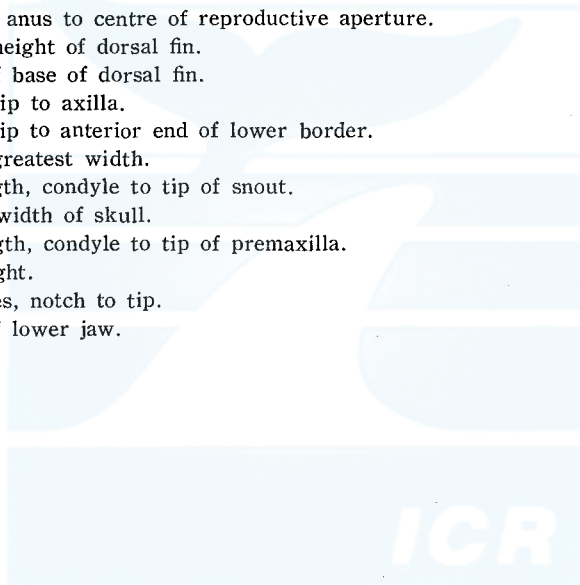 anus to centre of reproductive aperture.
height of dorsal fin.
base of dorsal fin.
tip to axilla.
tip to anterior end of lower border.
greatest width.
gth, condyle to tip of snout.
width of skull.
gth, condyle to tip of premaxilla.
ght.
es, notch to tip.
lower jaw.
ICR